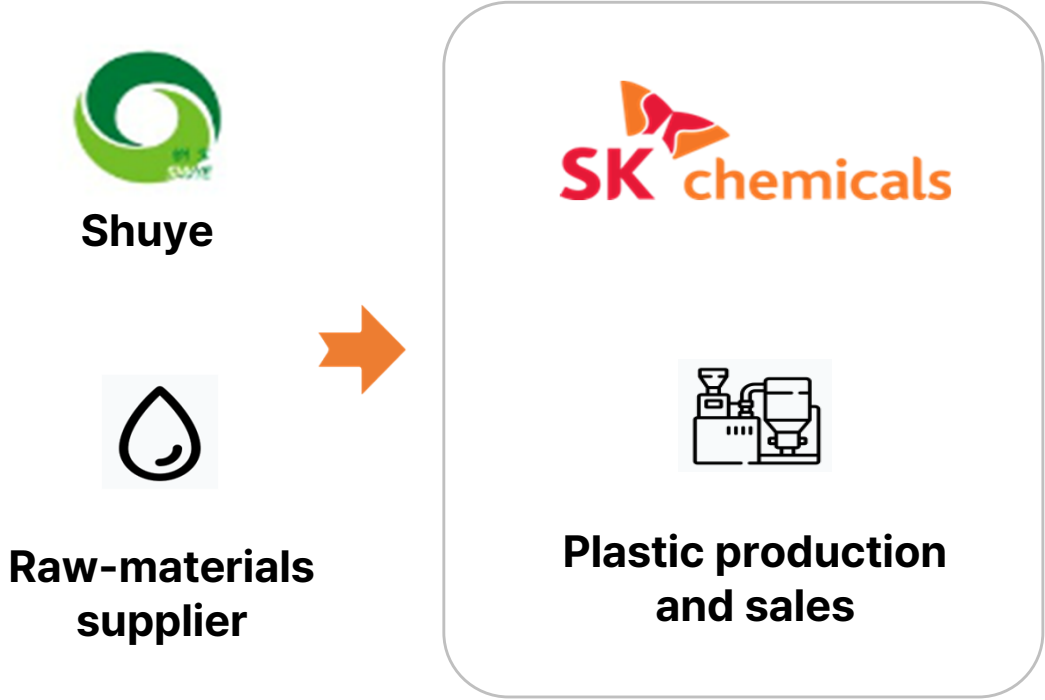 Shuye
Raw-materials
supplier
SK chemicals
Plastic production
and sales